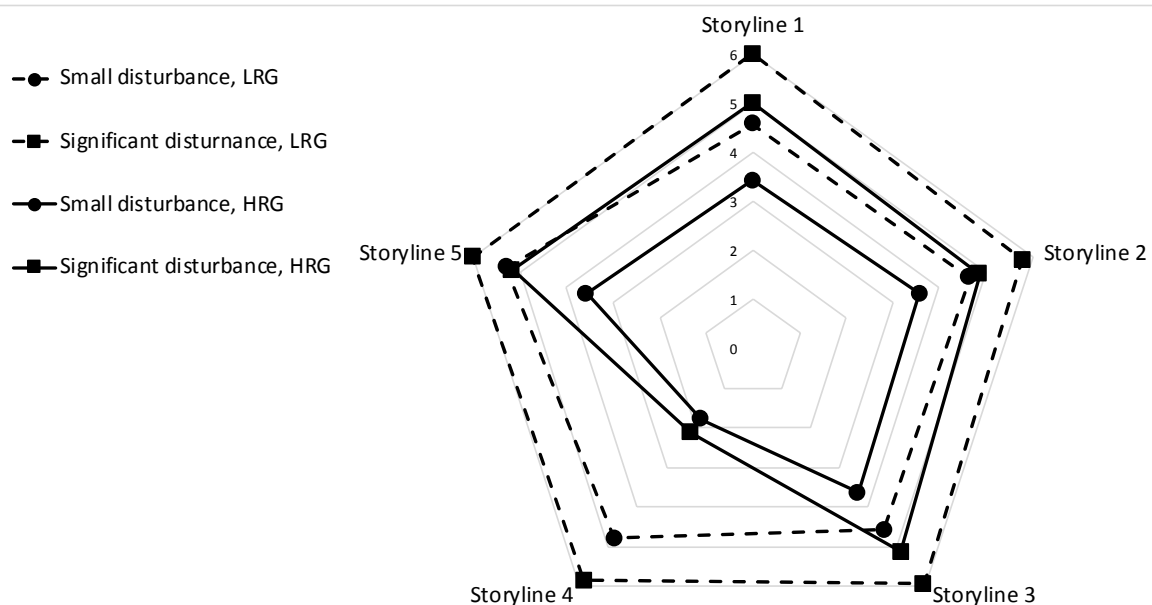 Storyline 1
6
Small disturbance, LRG
5
Significant disturnance, LRG
4
3
Small disturbance, HRG
2
Storyline 5
Storyline 2
Significant disturbance, HRG
1
0
Storyline 4
Storyline 3